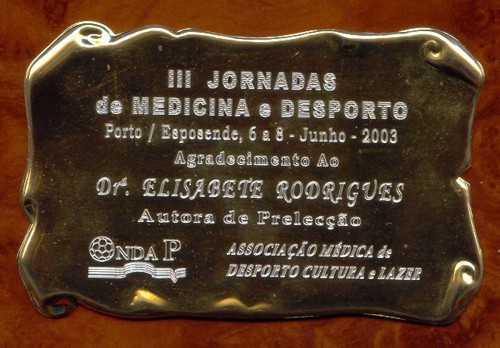 III JORNADAS
de MEDICINA e DESPORTO
Porto / Esposende, 6 a 8 - Junho - 2003
Agradecimento Ao
Drª. ELISABETE RODRIGUES
Autora de Prelecção
ONDA P
ASSOCIAÇÃO MÉDICA de
DESPORTO CULTURA e LAZER